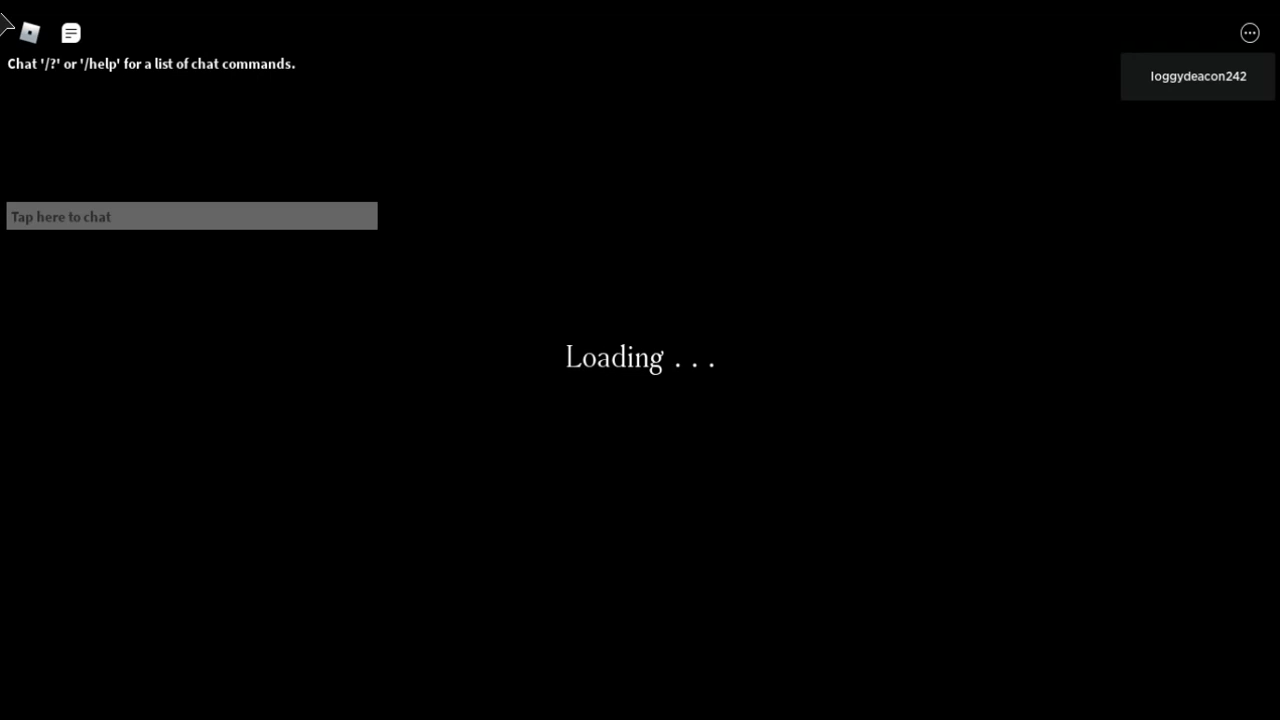 Chat '/?' or '/help' for a list of chat commands.
loggydeacon242
Tap here to chat
Loading . . .